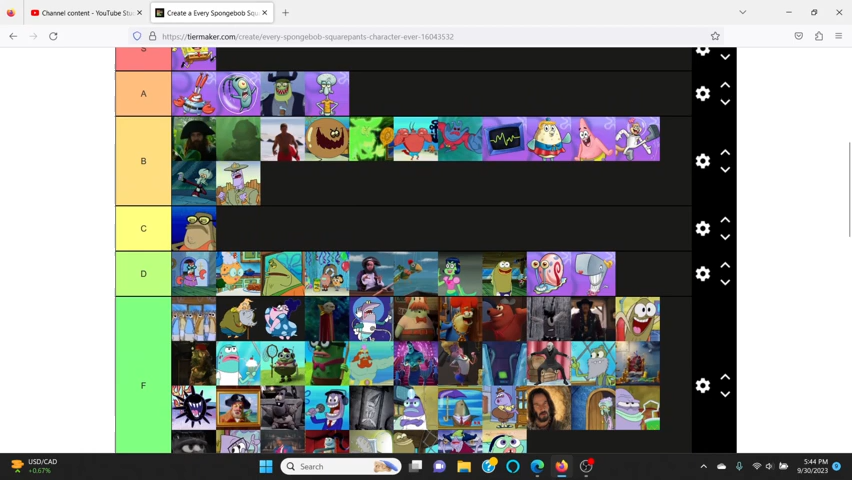 Channel content - YouTube Stu
Create a Every Spongebob Squ
https://tiermaker.com/create/every-spongebob-squarepants-character-ever-16043532
S
A
B
C
D
F
USD/CAD
+0.67%
Search
5:44 PM
9/30/2023